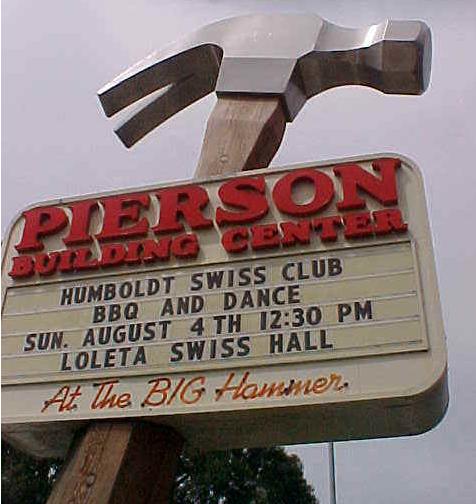 PIERSON
BUILDING CENTER
HUMBOLDT SWISS CLUB
BBQ AND DANCE
SUN. AUGUST 4TH 12:30 PM
LOLETA SWISS HALL
At The BIG Hammer